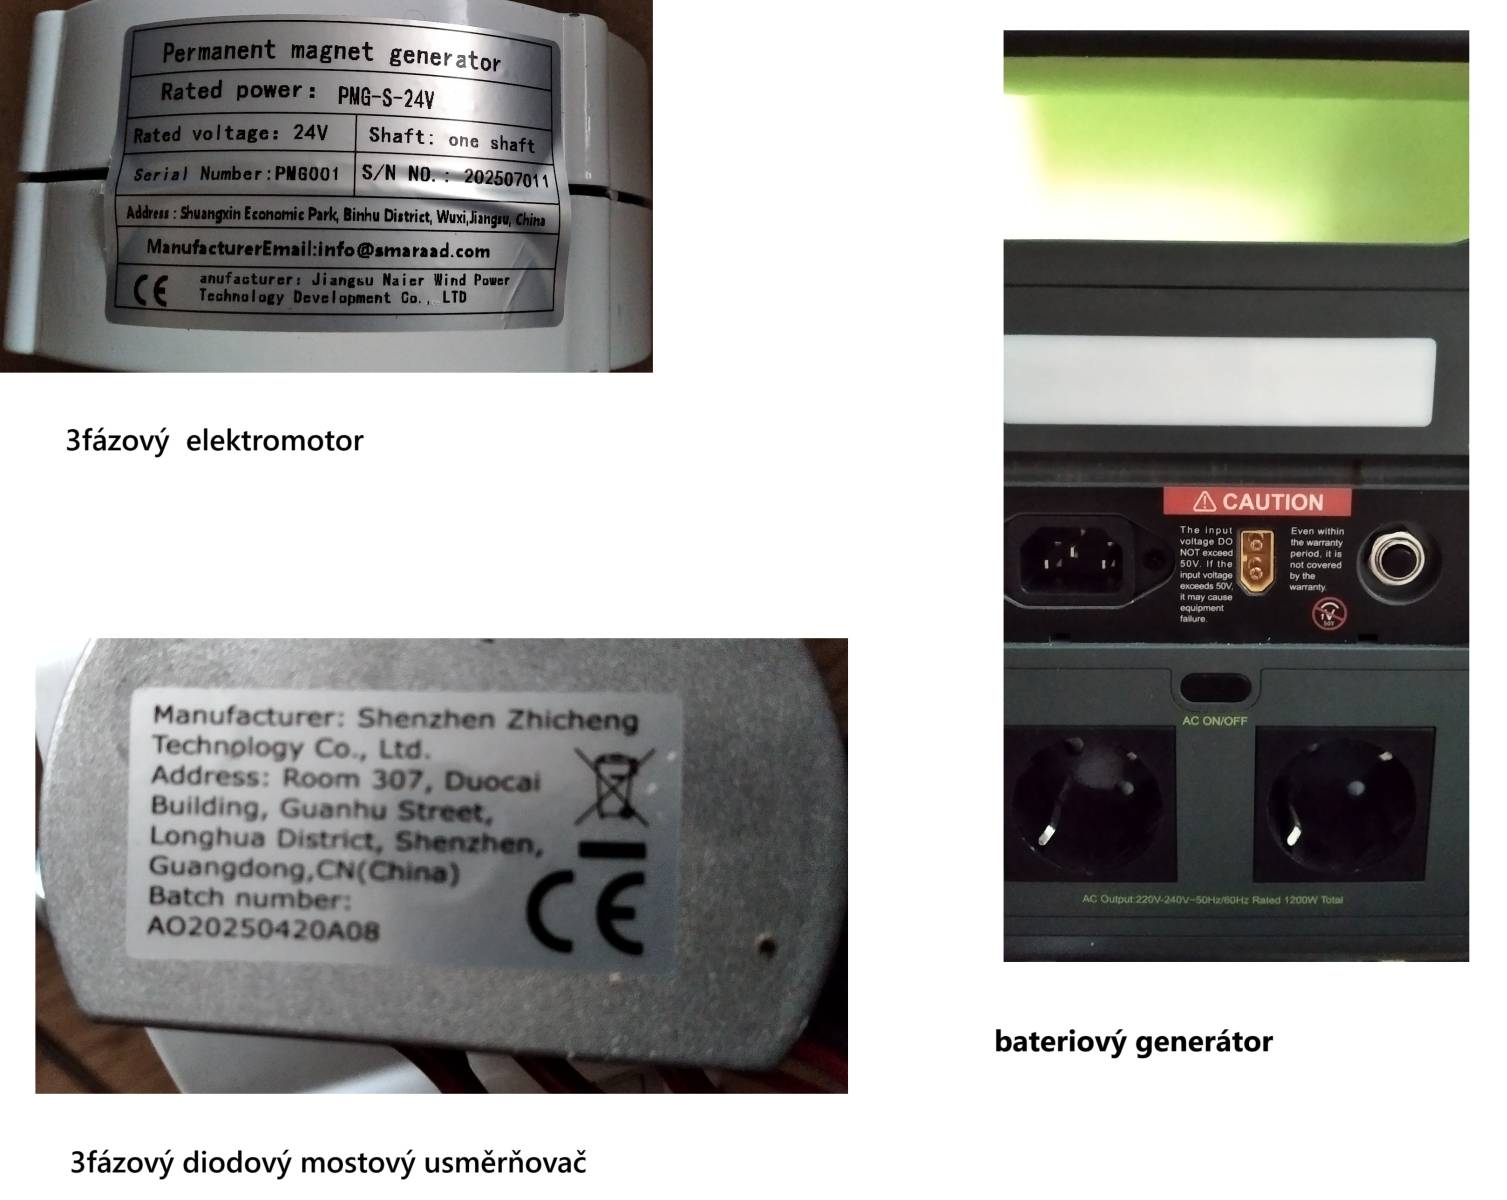 Permanent magnet generator
Rated power: PMG-S-24V
Rated voltage: 24V
Shaft: one shaft
Serial Number:PMG001
S/N NO.: 202507011
Address : Shuangxin Economic Park, Binhu District, Wuxi,Jiangsu, China
ManufacturerEmail:info@smaraad.com
CE
anufacturer: Jiangsu Naier Wind Power
Technology Development Co., LTD
3fázový elektromotor
Manufacturer: Shenzhen Zhicheng
Technology Co., Ltd.
Address: Room 307, Duocai
Building, Guanhu Street,
Longhua District, Shenzhen,
Guangdong,CN(China)
Batch number:
AO20250420A08
CE
3fázový diodový mostový usměrňovač
CAUTION
The input
voltage DO
NOT exceed
50V. If the
input voltage
exceeds 50V,
it may cause
equipment
failure.
Even within
the warranty
period, it is
not covered
by the
warranty.
AC ON/OFF
AC Output:220V-240V~50Hz/60Hz Rated 1200W Total
bateriový generátor